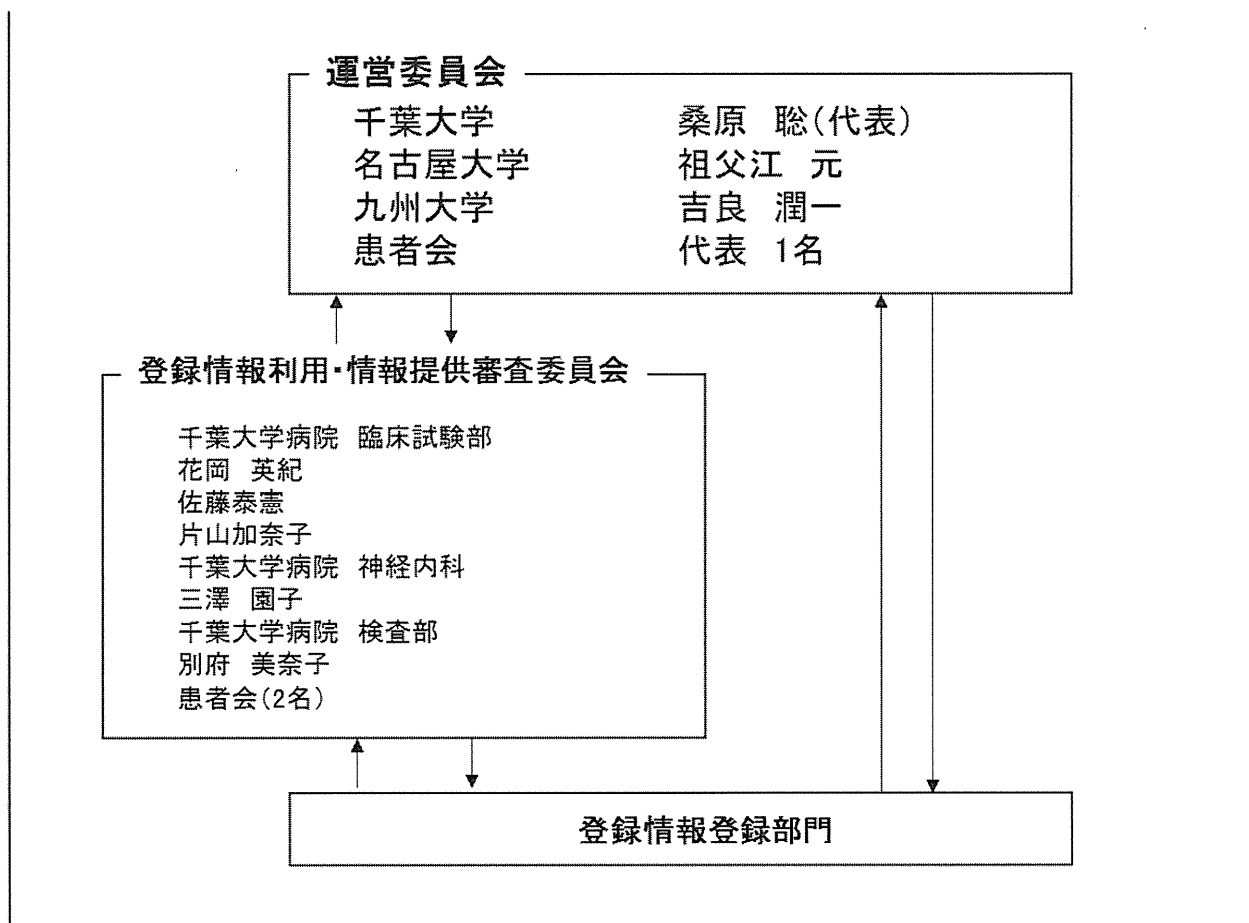 運営委員会
千葉大学 桑原 聡(代表)
名古屋大学 祖父江 元
九州大学 吉良 潤一
患者会 代表 1名
登録情報利用・情報提供審査委員会
千葉大学病院 臨床試験部
花岡 英紀
佐藤泰憲
片山加奈子
千葉大学病院 神経内科
三澤 園子
千葉大学病院 検査部
別府 美奈子
患者会(2名)
登録情報登録部門